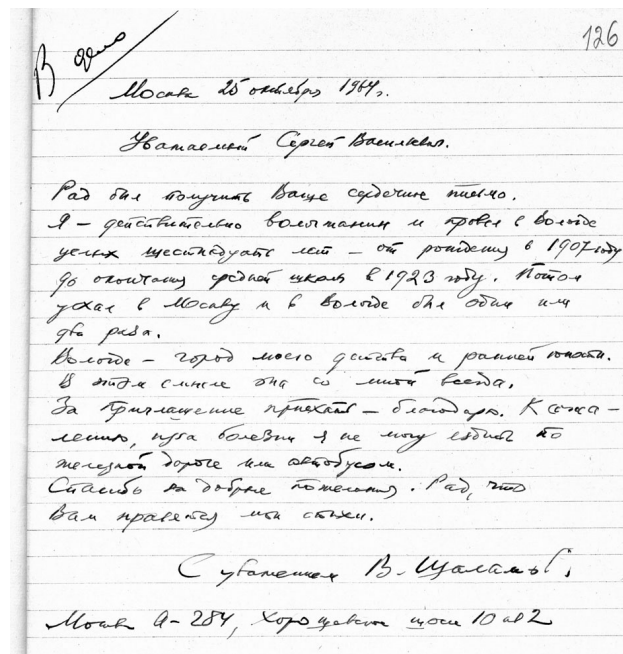 126
В дело
Москва 25 октября 1964г.
Уважаемый Сергей Васильевич.
Рад был получить Ваше сердечное письмо.
Я – действительно вологжанин и провел в Вологде
целых шестнадцать лет – от рождения в 1907 году
до окончания средней школы в 1923 году. Потом
уехал в Москву и в Вологде был один или
два раза.
Вологда – город моего детства и ранней юности.
В этом смысле она со мной всегда.
За приглашение приехать – благодарю. К сожа-
лению, из-за болезни я не могу ездить по
железной дороге или автобусом.
Спасибо за добрые пожелания. Рад, что
Вам нравятся мои стихи.
С уважением В. Шаламов.
Москва А-284, Хорошевское шоссе 10 кв 2